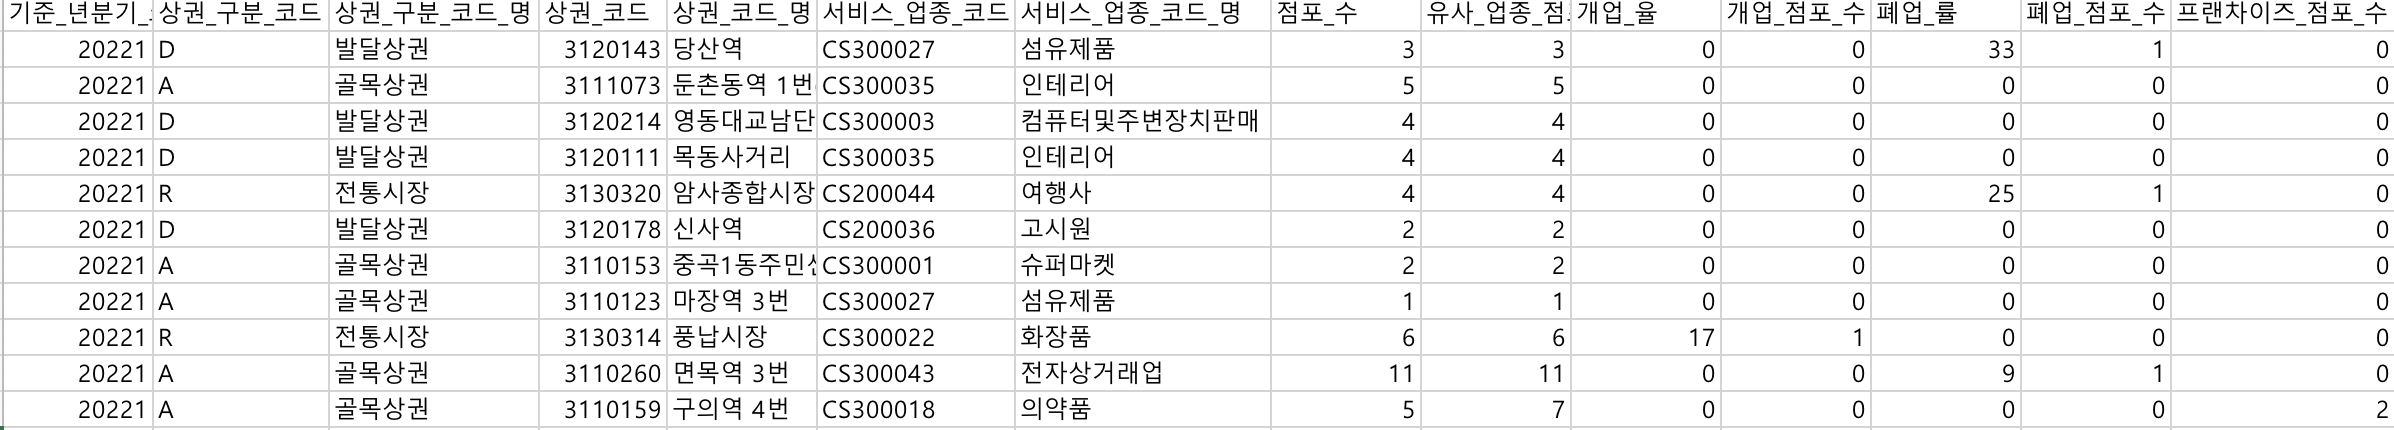 기준_년분기_ 상권_구분_코드 상권_구분_코드_명 상권_코드 상권_코드_명 서비스_업종_코드 서비스_업종_코드_명 점포_수 유사_업종_점 개업_율 개업_점포_수 폐업_률 폐업_점포_수 프랜차이즈_점포_수
20221 D 발달상권 3120143 당산역 CS300027 섬유제품 3 3 0 0 33 1 0
20221 A 골목상권 3111073 둔촌동역 1번 CS300035 인테리어 5 5 0 0 0 0 0
20221 D 발달상권 3120214 영동대교남단 CS300003 컴퓨터및주변장치판매 4 4 0 0 0 0 0
20221 D 발달상권 3120111 목동사거리 CS300035 인테리어 4 4 0 0 0 0 0
20221 R 전통시장 3130320 암사종합시장 CS200044 여행사 4 4 0 0 25 1 0
20221 D 발달상권 3120178 신사역 CS200036 고시원 2 2 0 0 0 0 0
20221 A 골목상권 3110153 중곡1동주민 CS300001 슈퍼마켓 2 2 0 0 0 0 0
20221 A 골목상권 3110123 마장역 3번 CS300027 섬유제품 1 1 0 0 0 0 0
20221 R 전통시장 3130314 풍납시장 CS300022 화장품 6 6 17 1 0 0 0
20221 A 골목상권 3110260 면목역 3번 CS300043 전자상거래업 11 11 0 0 9 1 0
20221 A 골목상권 3110159 구의역 4번 CS300018 의약품 5 7 0 0 0 0 2